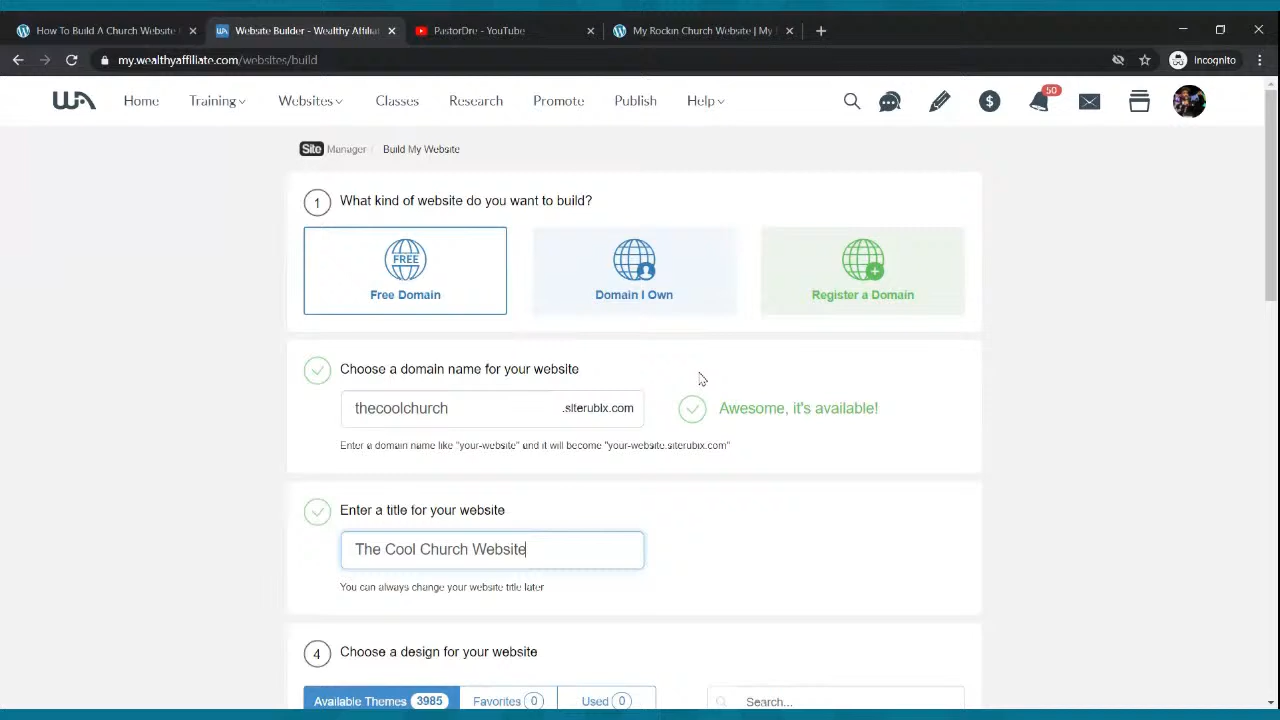 How To Build A Church Website
Website Builder - Wealthy Affiliat
PastorDre - YouTube
My Rockin Church Website | My
my.wealthyaffiliate.com/websites/build
Incognito
WA
Home
Training
Websites
Classes
Research
Promote
Publish
Help
50
Site Manager / Build My Website
1 What kind of website do you want to build?
FREE
Free Domain
Domain I Own
Register a Domain
Choose a domain name for your website
thecoolchurch .siterubix.com
Awesome, it's available!
Enter a domain name like "your-website" and it will become "your-website.siterubix.com"
Enter a title for your website
The Cool Church Website
You can always change your website title later
4 Choose a design for your website
Available Themes 3985
Favorites 0
Used 0
Search...